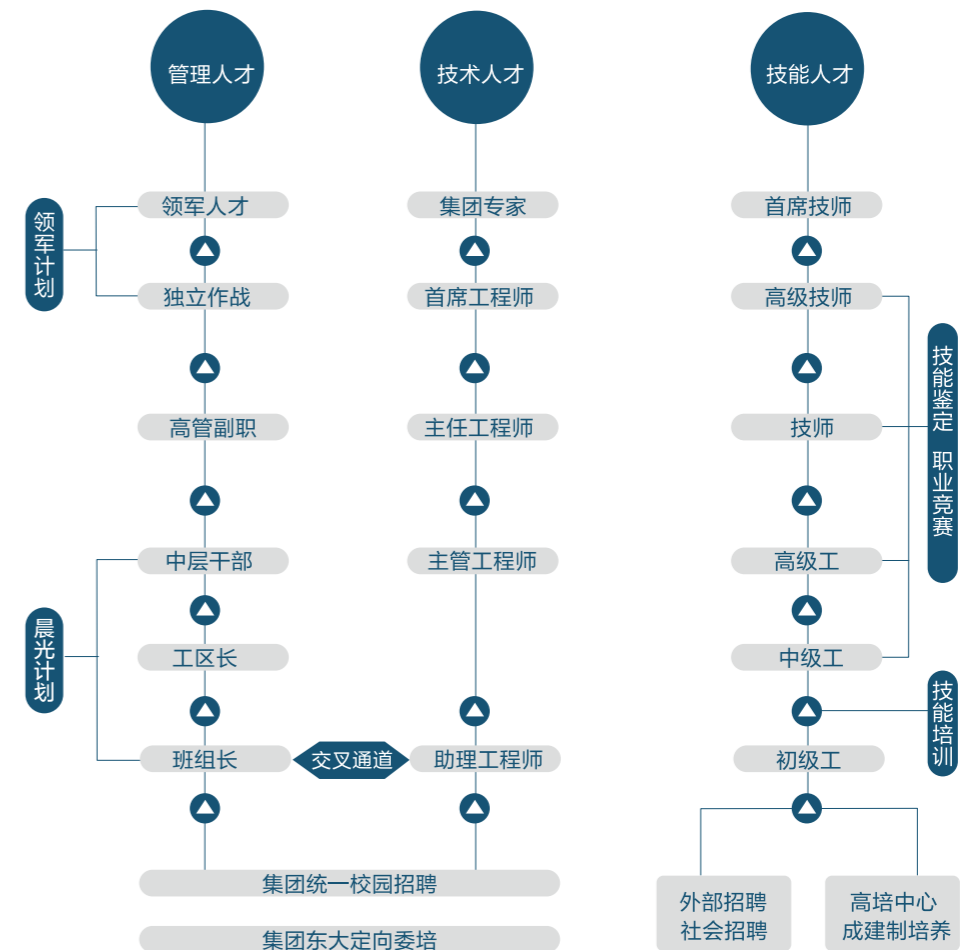 管理人才
技术人才
技能人才
领军计划
领军人才
集团专家
首席技师
独立作战
首席工程师
高级技师
高管副职
主任工程师
技师
技能鉴定 职业竞赛
中层干部
主管工程师
高级工
晨光计划
工区长
中级工
技能培训
班组长
交叉通道
助理工程师
初级工
集团统一校园招聘
外部招聘
社会招聘
高培中心
成建制培养
集团东大定向委培